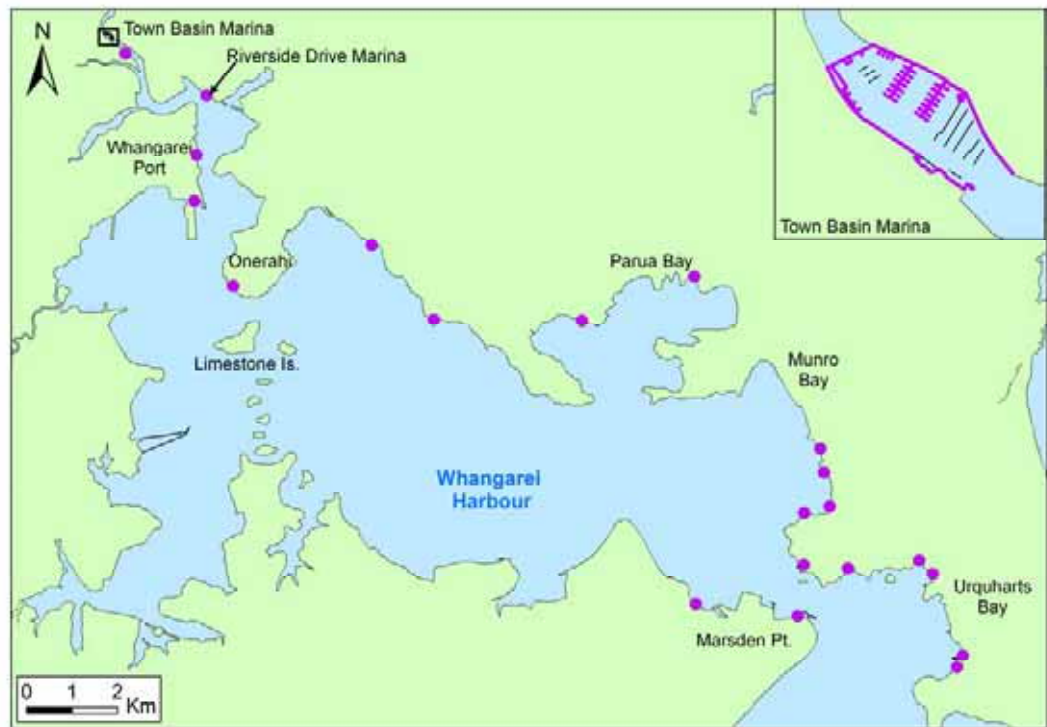 N
Town Basin Marina
Riverside Drive Marina
Whangarei
Port
Town Basin Marina
Onerahi
Parua Bay
Limestone Is.
Munro
Bay
Whangarei
Harbour
Urquharts
Bay
Marsden Pt.
0 1 2
Km